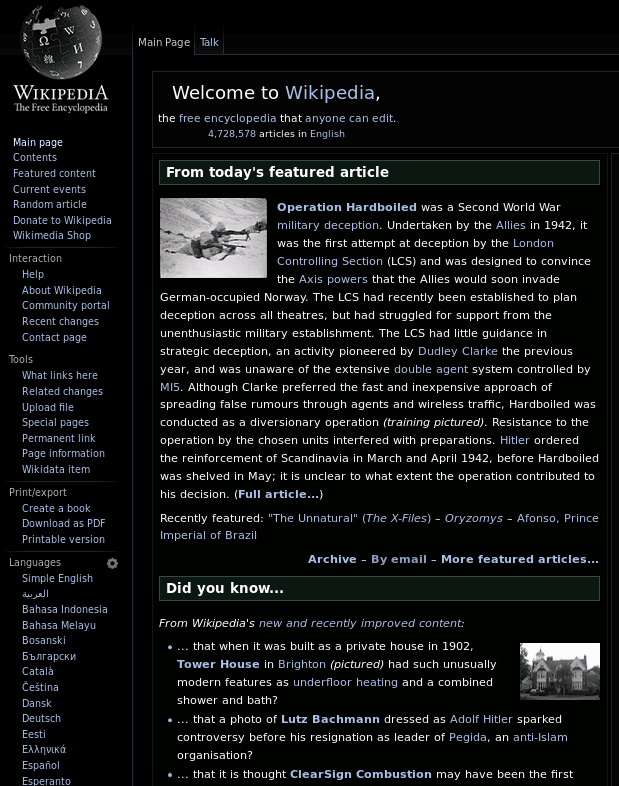 WIKIPEDIA
The Free Encyclopedia
Main page
Contents
Featured content
Current events
Random article
Donate to Wikipedia
Wikimedia Shop
Interaction
Help
About Wikipedia
Community portal
Recent changes
Contact page
Tools
What links here
Related changes
Upload file
Special pages
Permanent link
Page information
Wikidata item
Print/export
Create a book
Download as PDF
Printable version
Languages
Simple English
العربية
Bahasa Indonesia
Bahasa Melayu
Bosanski
Български
Català
Čeština
Dansk
Deutsch
Eesti
Ελληνικά
Español
Esperanto
Main Page Talk
Welcome to Wikipedia,
the free encyclopedia that anyone can edit.
4,728,578 articles in English
From today's featured article
Operation Hardboiled was a Second World War
military deception. Undertaken by the Allies in 1942, it
was the first attempt at deception by the London
Controlling Section (LCS) and was designed to convince
the Axis powers that the Allies would soon invade
German-occupied Norway. The LCS had recently been established to plan
deception across all theatres, but had struggled for support from the
unenthusiastic military establishment. The LCS had little guidance in
strategic deception, an activity pioneered by Dudley Clarke the previous
year, and was unaware of the extensive double agent system controlled by
MI5. Although Clarke preferred the fast and inexpensive approach of
spreading false rumours through agents and wireless traffic, Hardboiled was
conducted as a diversionary operation (training pictured). Resistance to the
operation by the chosen units interfered with preparations. Hitler ordered
the reinforcement of Scandinavia in March and April 1942, before Hardboiled
was shelved in May; it is unclear to what extent the operation contributed to
his decision. (Full article...)
Recently featured: "The Unnatural" (The X-Files) – Oryzomys – Afonso, Prince
Imperial of Brazil
Archive – By email – More featured articles...
Did you know...
From Wikipedia's new and recently improved content:
• ... that when it was built as a private house in 1902,
Tower House in Brighton (pictured) had such unusually
modern features as underfloor heating and a combined
shower and bath?
• ... that a photo of Lutz Bachmann dressed as Adolf Hitler sparked
controversy before his resignation as leader of Pegida, an anti-Islam
organisation?
• ... that it is thought ClearSign Combustion may have been the first